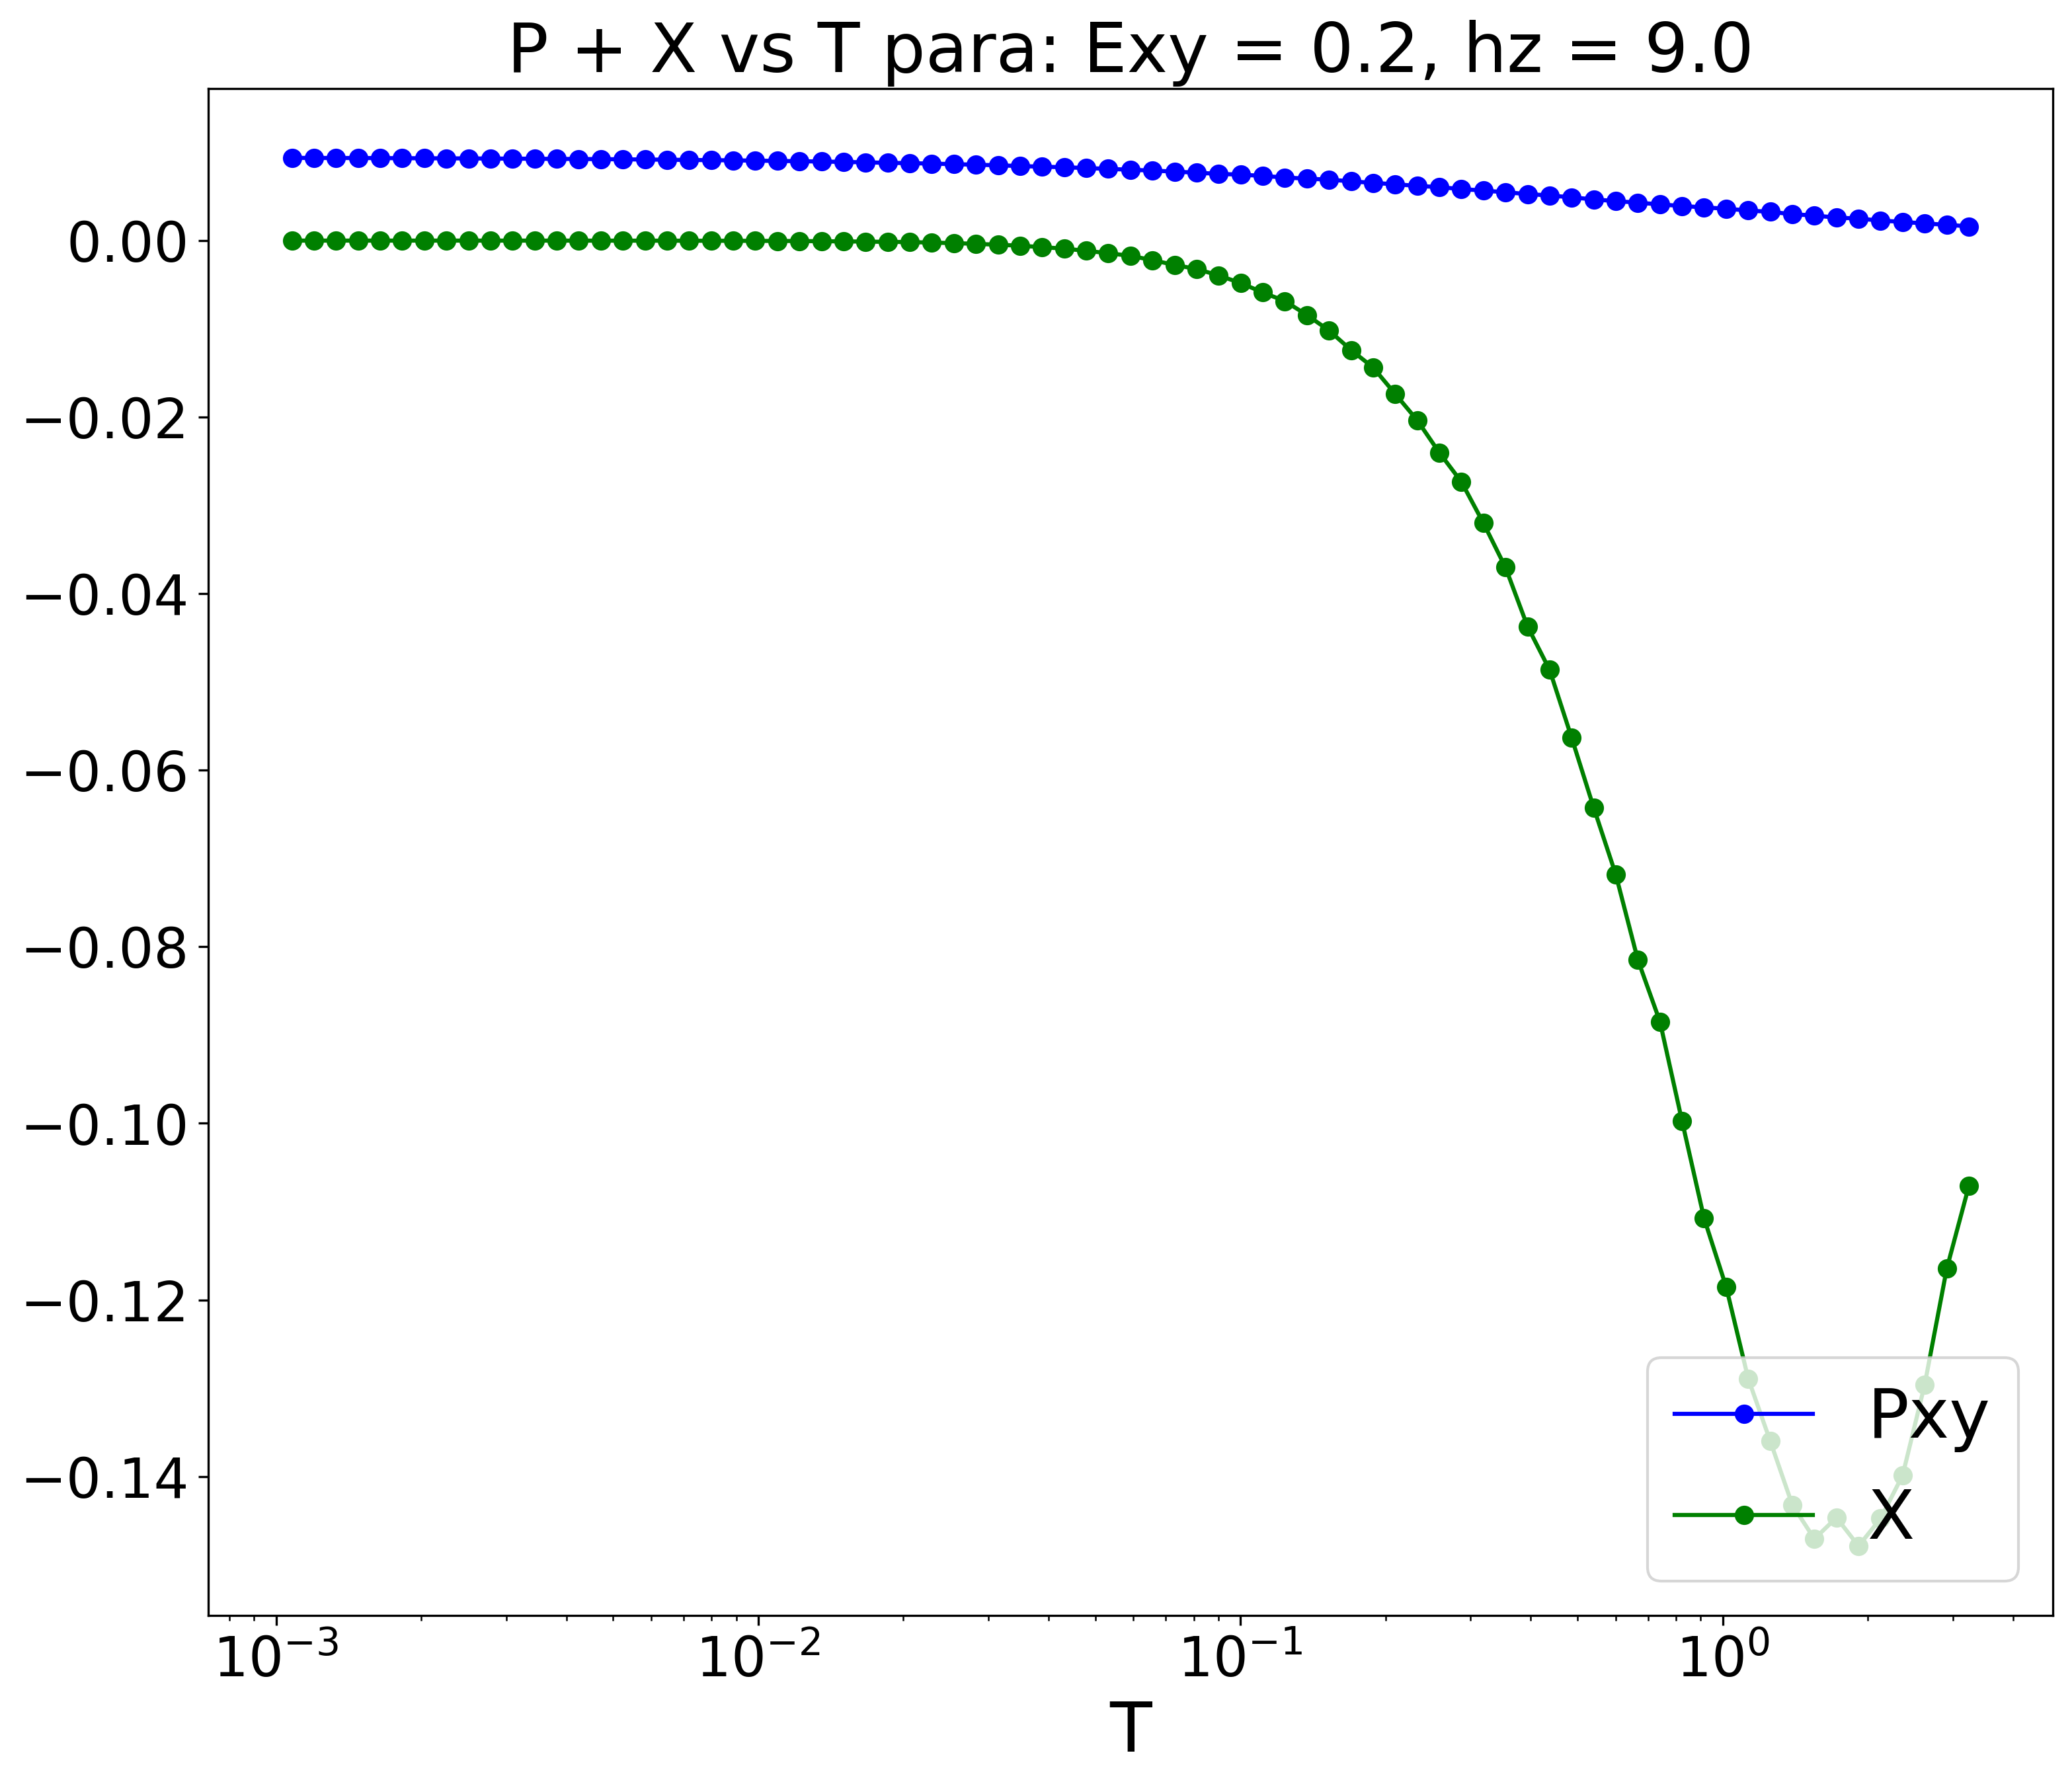 P + X vs T para: Exy = 0.2, hz = 9.0
0.00
−0.02
−0.04
−0.06
−0.08
−0.10
−0.12
−0.14
Pxy
X
10⁻³ 10⁻² 10⁻¹ 10⁰
T